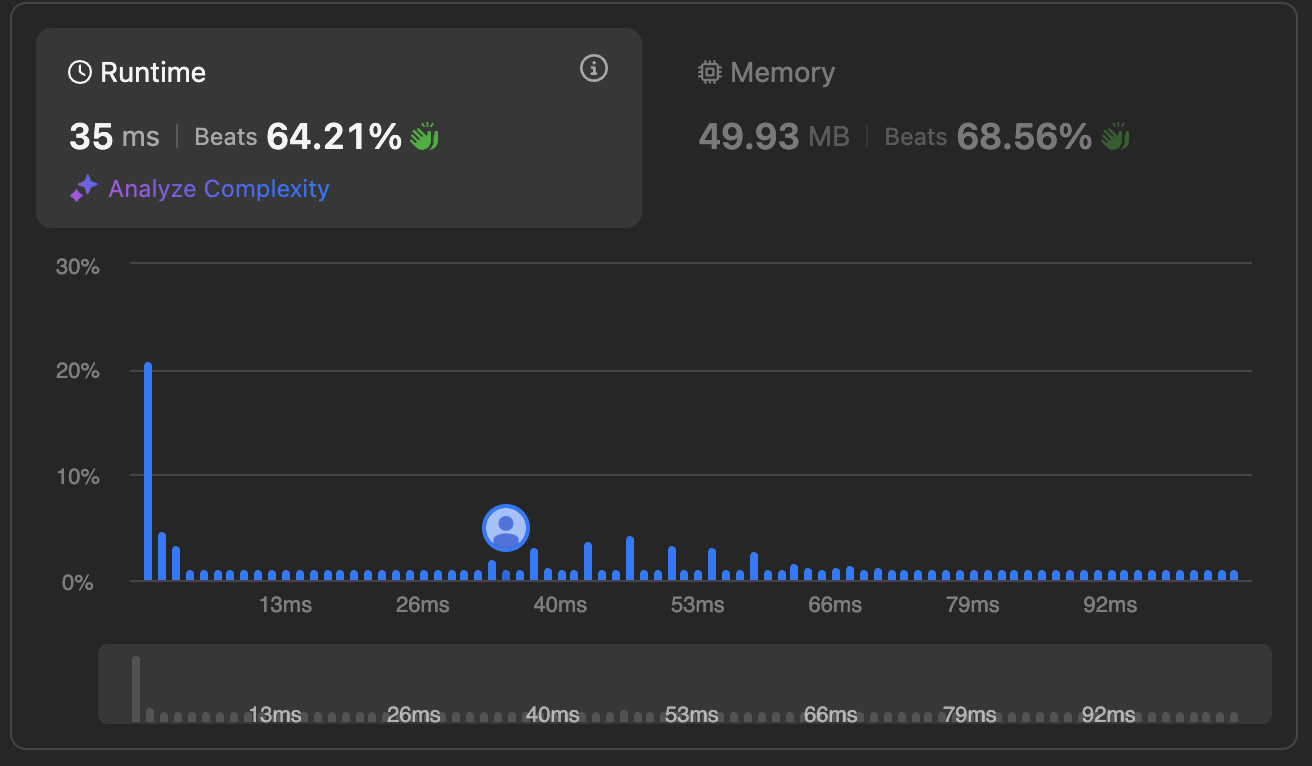 Runtime
35 ms | Beats 64.21%
Analyze Complexity
Memory
49.93 MB | Beats 68.56%
30%
20%
10%
0%
13ms 26ms 40ms 53ms 66ms 79ms 92ms
13ms 26ms 40ms 53ms 66ms 79ms 92ms